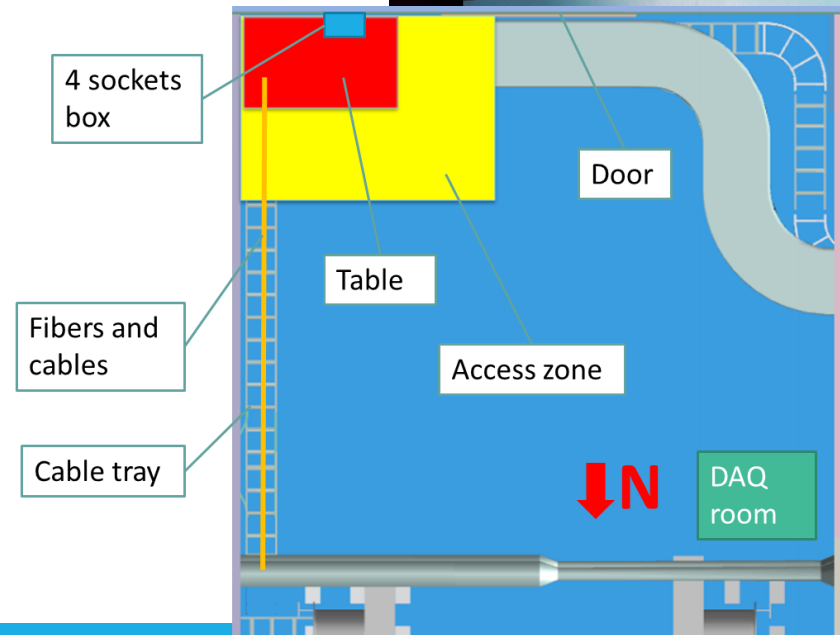 4 sockets
box
Door
Table
Fibers and
cables
Access zone
Cable tray
N
DAQ
room